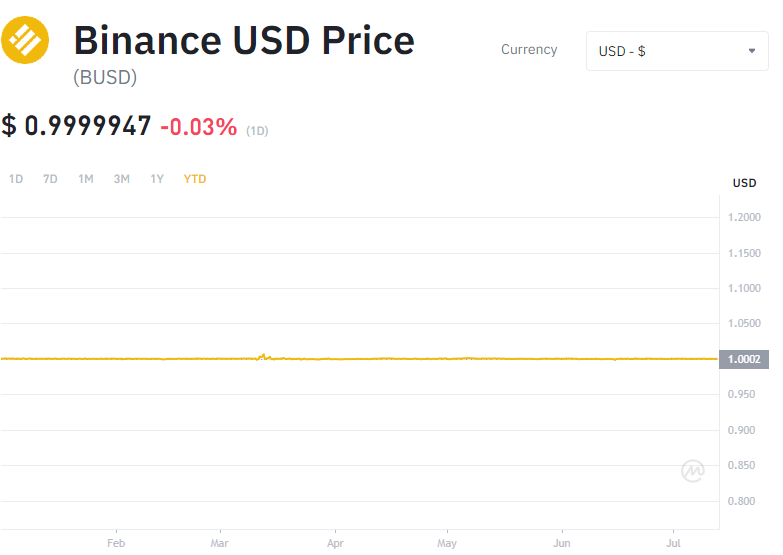 Binance USD Price
(BUSD)
Currency
USD - $
$ 0.9999947 -0.03% (1D)
1D 7D 1M 3M 1Y YTD
USD
1.2000
1.1500
1.1000
1.0500
1.0002
0.950
0.900
0.850
0.800
Feb Mar Apr May Jun Jul